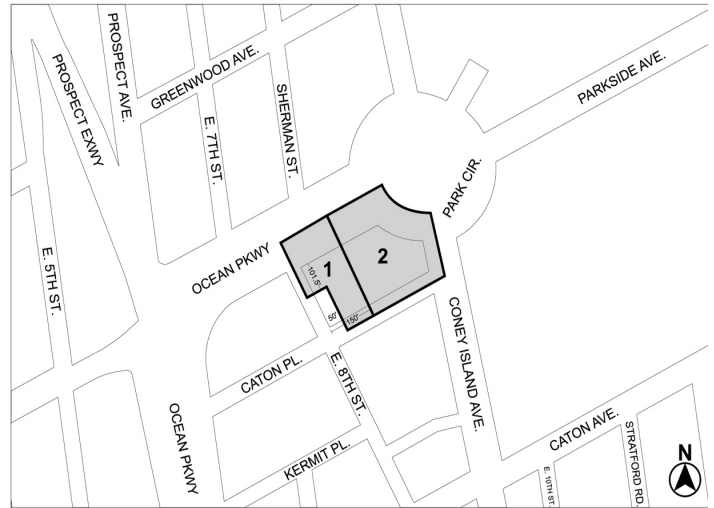 PROSPECT EXWY
PROSPECT AVE.
GREENWOOD AVE.
E. 7TH ST.
SHERMAN ST.
PARKSIDE AVE.
PARK CIR.
E. 5TH ST.
OCEAN PKWY
1
2
101.5'
50'
150'
CATON PL.
E. 8TH ST.
CONEY ISLAND AVE.
OCEAN PKWY
KERMIT PL.
CATON AVE.
E. 10TH ST.
STRATFORD RD.
N